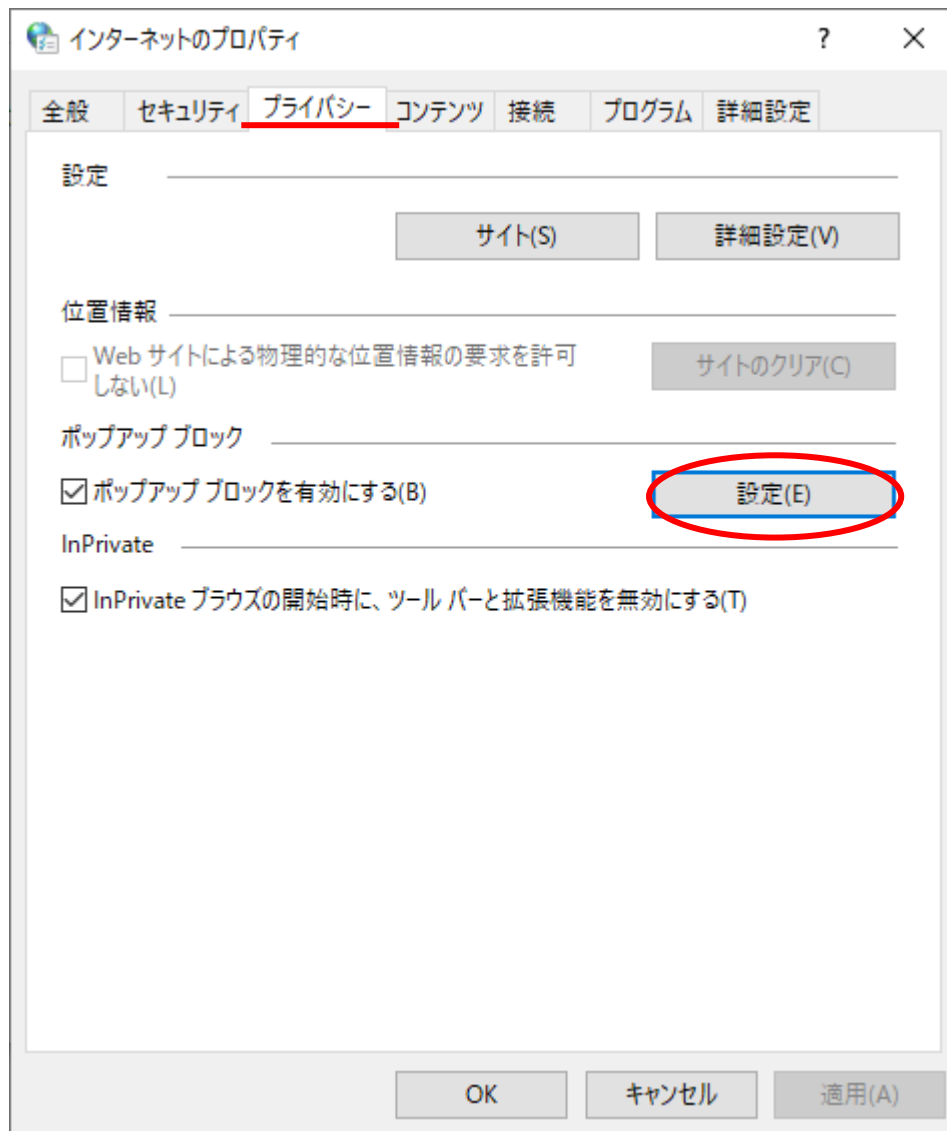 インターネットのプロパティ ? ×
全般 セキュリティ プライバシー コンテンツ 接続 プログラム 詳細設定
設定
サイト(S) 詳細設定(V)
位置情報
Web サイトによる物理的な位置情報の要求を許可
しない(L)
サイトのクリア(C)
ポップアップ ブロック
ポップアップ ブロックを有効にする(B) 設定(E)
InPrivate
InPrivate ブラウズの開始時に、ツール バーと拡張機能を無効にする(T)
OK キャンセル 適用(A)